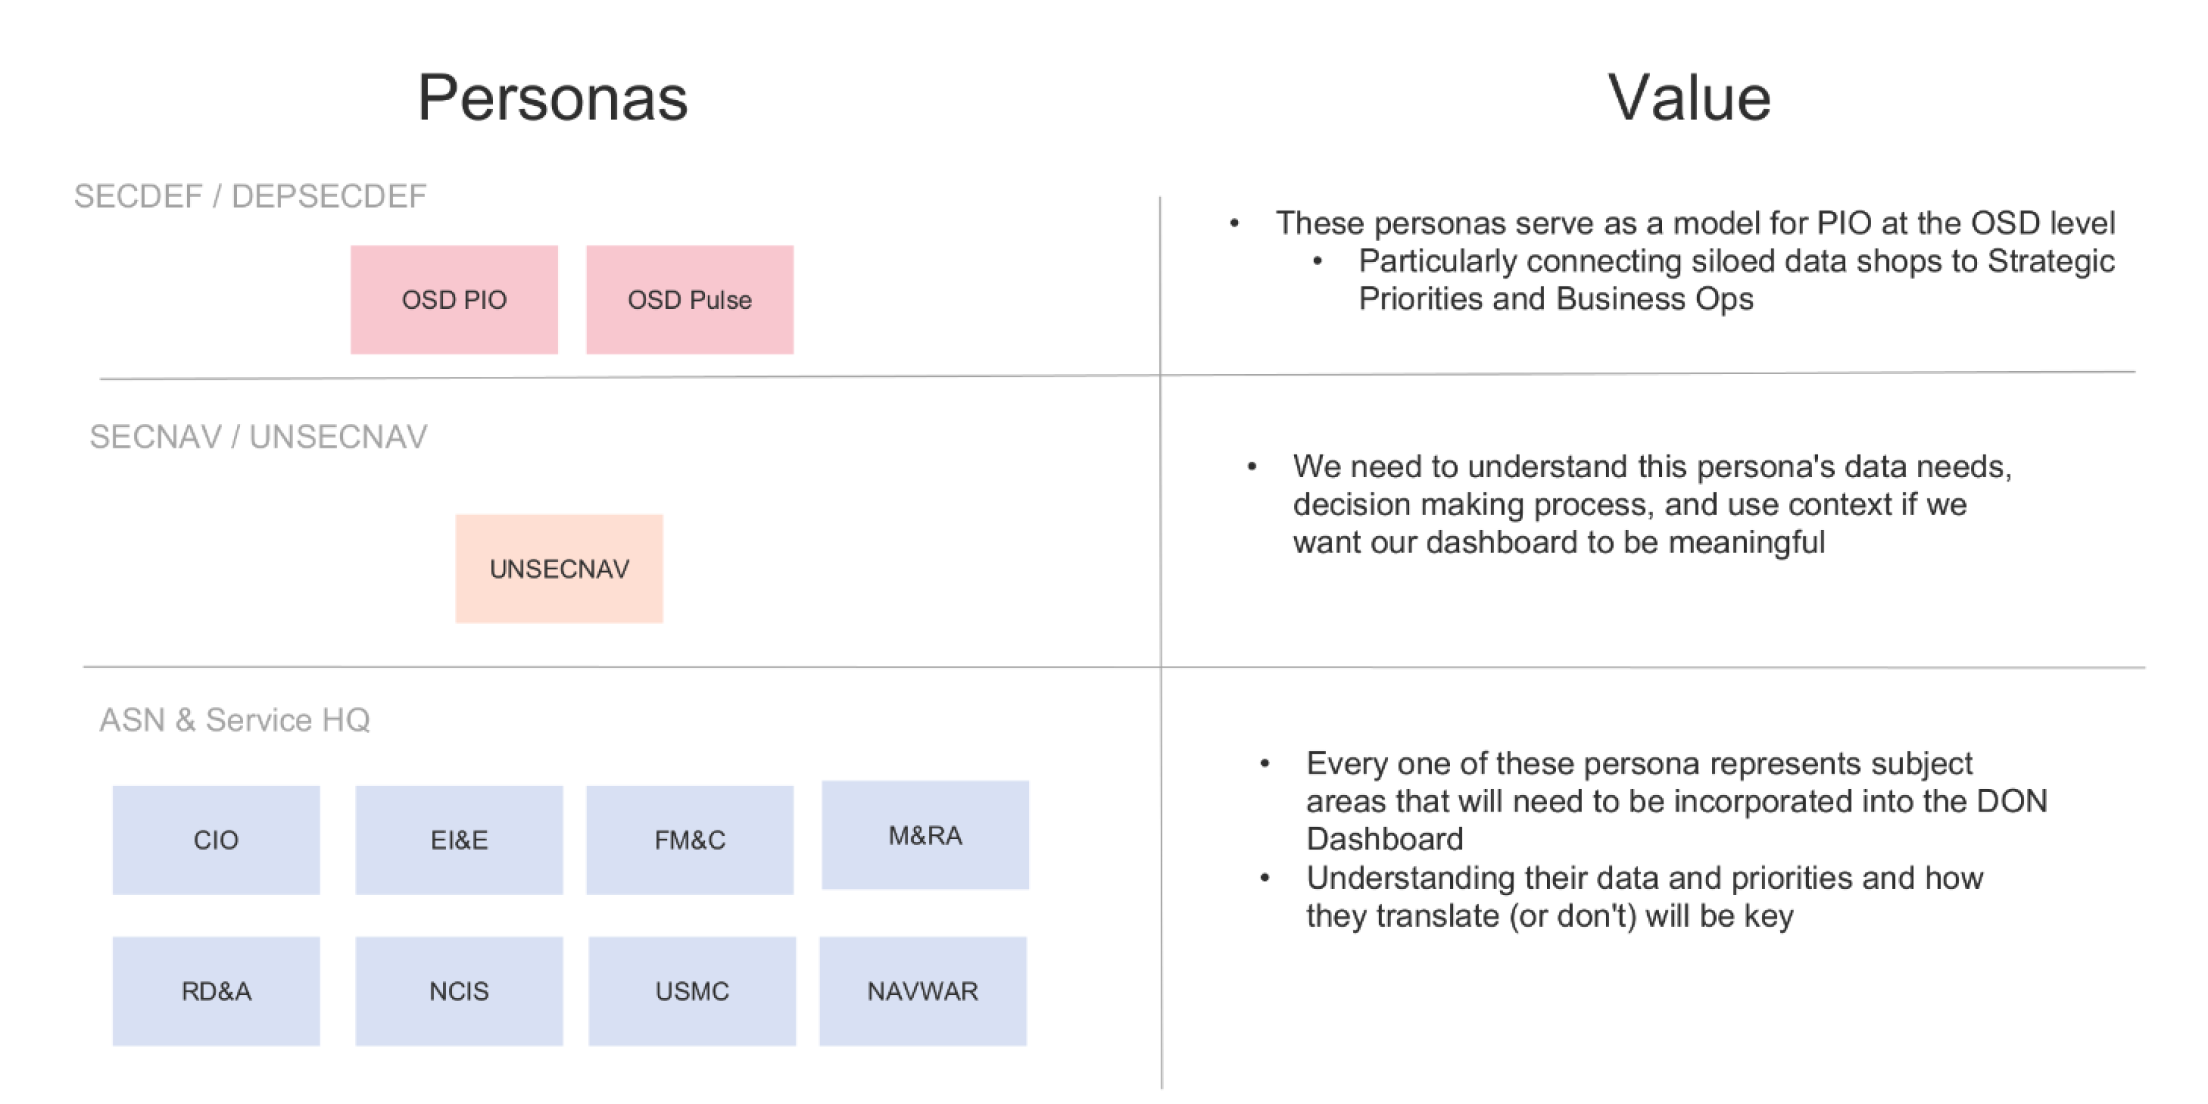 Personas
Value
SECDEF / DEPSECDEF
OSD PIO
OSD Pulse
• These personas serve as a model for PIO at the OSD level
• Particularly connecting siloed data shops to Strategic
Priorities and Business Ops
SECNAV / UNSECNAV
UNSECNAV
• We need to understand this persona's data needs,
decision making process, and use context if we
want our dashboard to be meaningful
ASN & Service HQ
CIO
EI&E
FM&C
M&RA
RD&A
NCIS
USMC
NAVWAR
• Every one of these persona represents subject
areas that will need to be incorporated into the DON
Dashboard
• Understanding their data and priorities and how
they translate (or don't) will be key